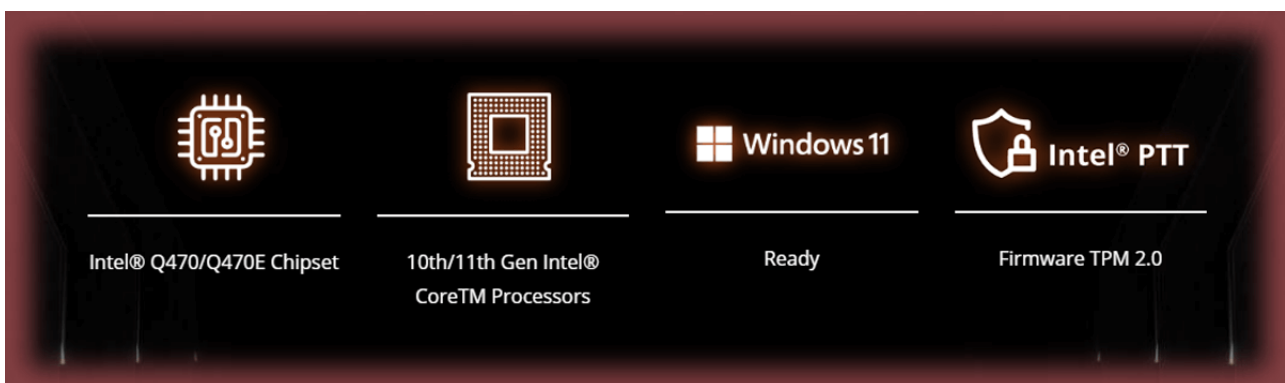 Windows 11
Intel® PTT
Intel® Q470/Q470E Chipset
10th/11th Gen Intel®
CoreTM Processors
Ready
Firmware TPM 2.0